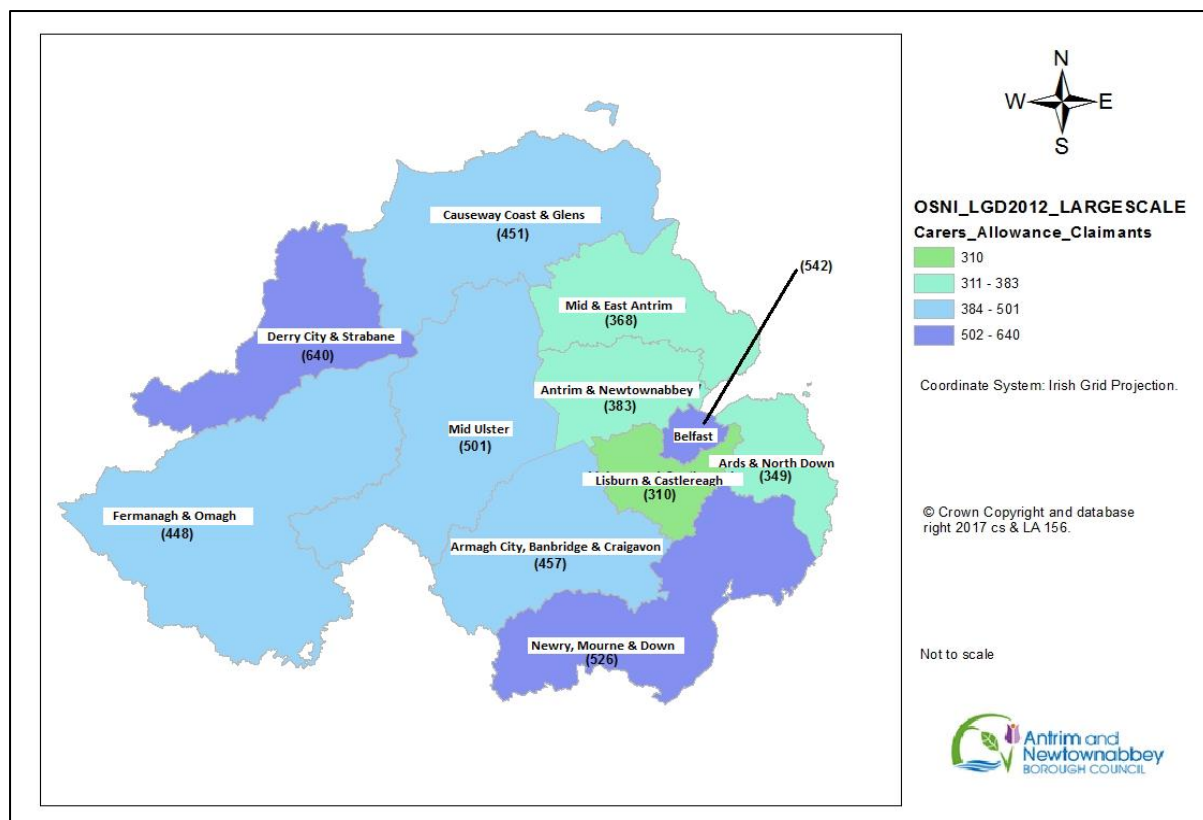 N
W E
S
OSNI_LGD2012_LARGESCALE
Carers_Allowance_Claimants
310
311 - 383
384 - 501
502 - 640
Coordinate System: Irish Grid Projection.
© Crown Copyright and database
right 2017 cs & LA 156.
Not to scale
Antrim and
Newtownabbey
BOROUGH COUNCIL
Causeway Coast & Glens
(451)
(542)
Mid & East Antrim
(368)
Derry City & Strabane
(640)
Antrim & Newtownabbey
(383)
Mid Ulster
(501)
Belfast
Ards & North Down
(349)
Lisburn & Castlereagh
(310)
Fermanagh & Omagh
(448)
Armagh City, Banbridge & Craigavon
(457)
Newry, Mourne & Down
(526)